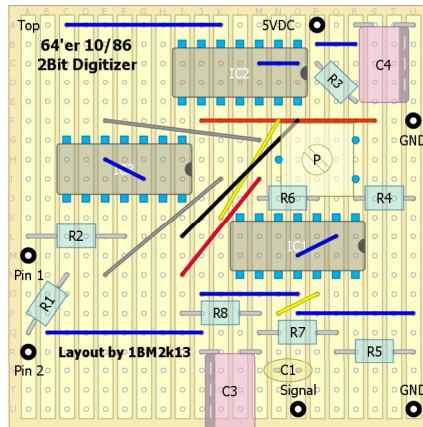 Top
5VDC
64'er 10/86
2Bit Digitizer
IC2
R3
C4
GND
P
R6
R4
R2
IC1
Pin 1
R1
R8
R7
Layout by 1BM2k13
R5
Pin 2
C3
C1
Signal
GND